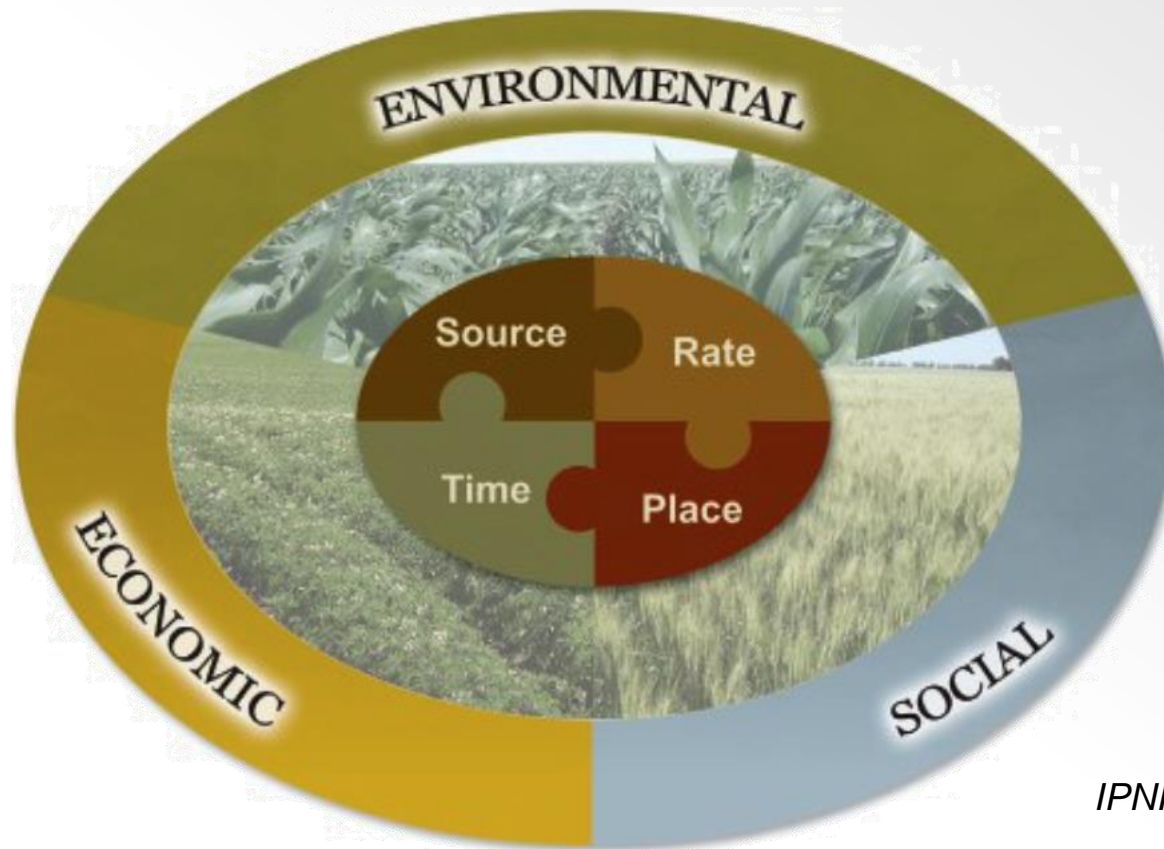 ENVIRONMENTAL
Source
Rate
Time
Place
ECONOMIC
SOCIAL